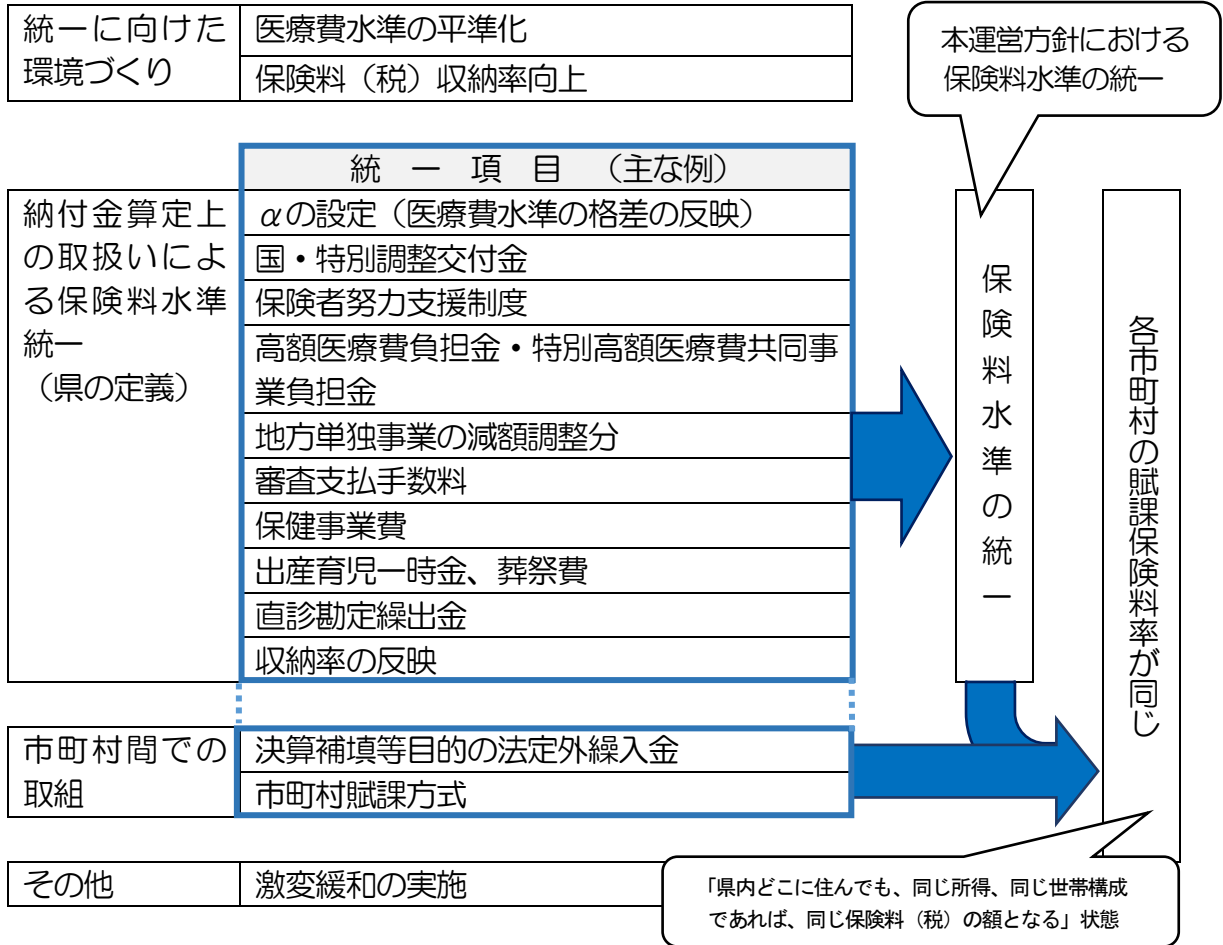 統一に向けた
環境づくり
医療費水準の平準化
保険料（税）収納率向上
本運営方針における
保険料水準の統一
統一項目（主な例）
納付金算定上
の取扱いによ
る保険料水準
統一
（県の定義）
αの設定（医療費水準の格差の反映）
国・特別調整交付金
保険者努力支援制度
高額医療費負担金・特別高額医療費共同事
業負担金
地方単独事業の減額調整分
審査支払手数料
保健事業費
出産育児一時金、葬祭費
直診勘定繰出金
収納率の反映
保険料水準の統一
各市町村の賦課保険料率が同じ
市町村間での
取組
決算補填等目的の法定外繰入金
市町村賦課方式
その他
激変緩和の実施
「県内どこに住んでも、同じ所得、同じ世帯構成
であれば、同じ保険料（税）の額となる」状態